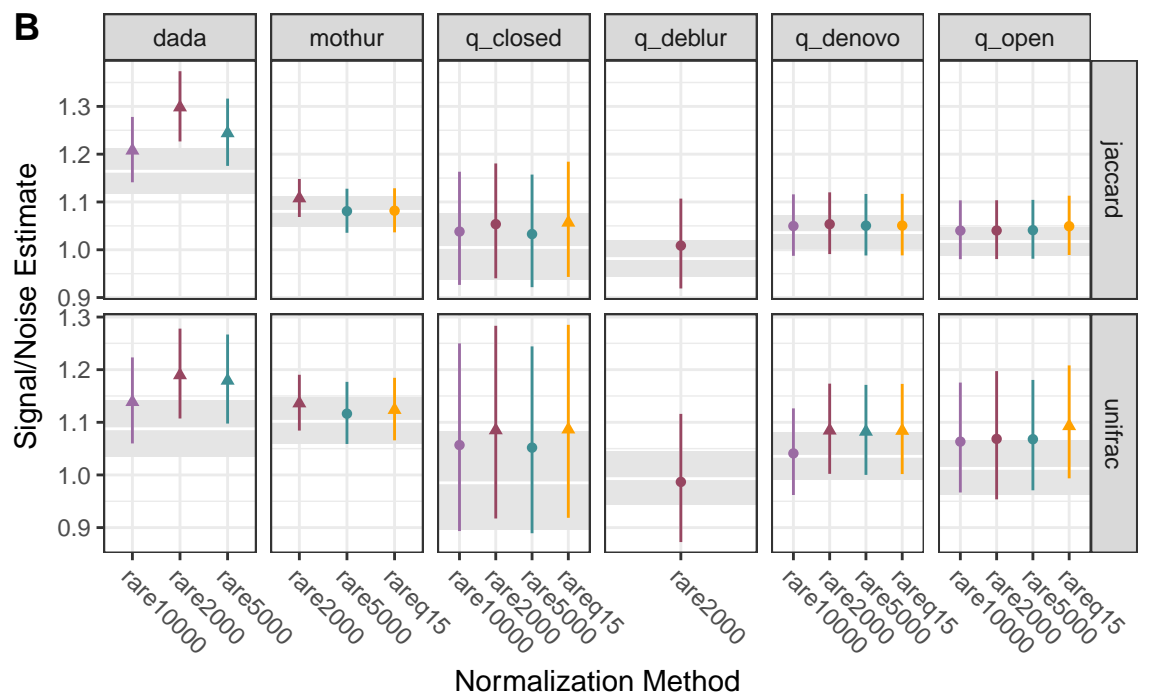 B
dada mothur q_closed q_deblur q_denovo q_open
Signal/Noise Estimate
1.3
1.2
1.1
1.0
0.9
jaccard
1.3
1.2
1.1
1.0
0.9
unifrac
rare10000 rare2000 rare5000 rare2000 rare5000 rareq15 rare10000 rare2000 rare5000 rareq15 rare2000 rare10000 rare2000 rare5000 rareq15 rare10000 rare2000 rare5000 rareq15
Normalization Method